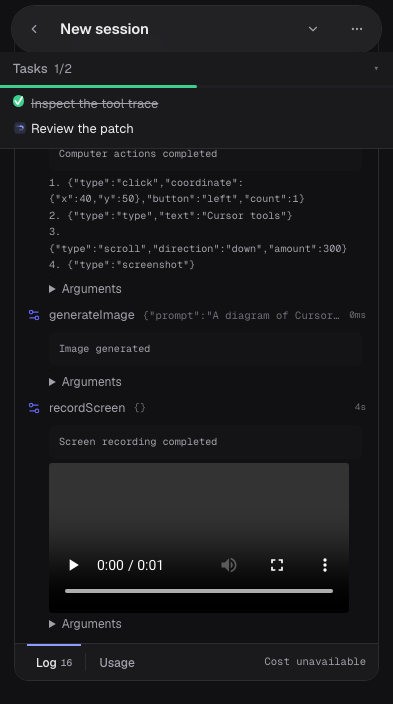 New session
Tasks 1/2
Inspect the tool trace
Review the patch
Computer actions completed
1. {"type":"click","coordinate":
{"x":40,"y":50},"button":"left","count":1}
2. {"type":"type","text":"Cursor tools"}
3.
{"type":"scroll","direction":"down","amount":300}
4. {"type":"screenshot"}
Arguments
generateImage {"prompt":"A diagram of Cursor… 0ms
Image generated
Arguments
recordScreen {} 4s
Screen recording completed
0:00 / 0:01
Arguments
Log 16 Usage Cost unavailable